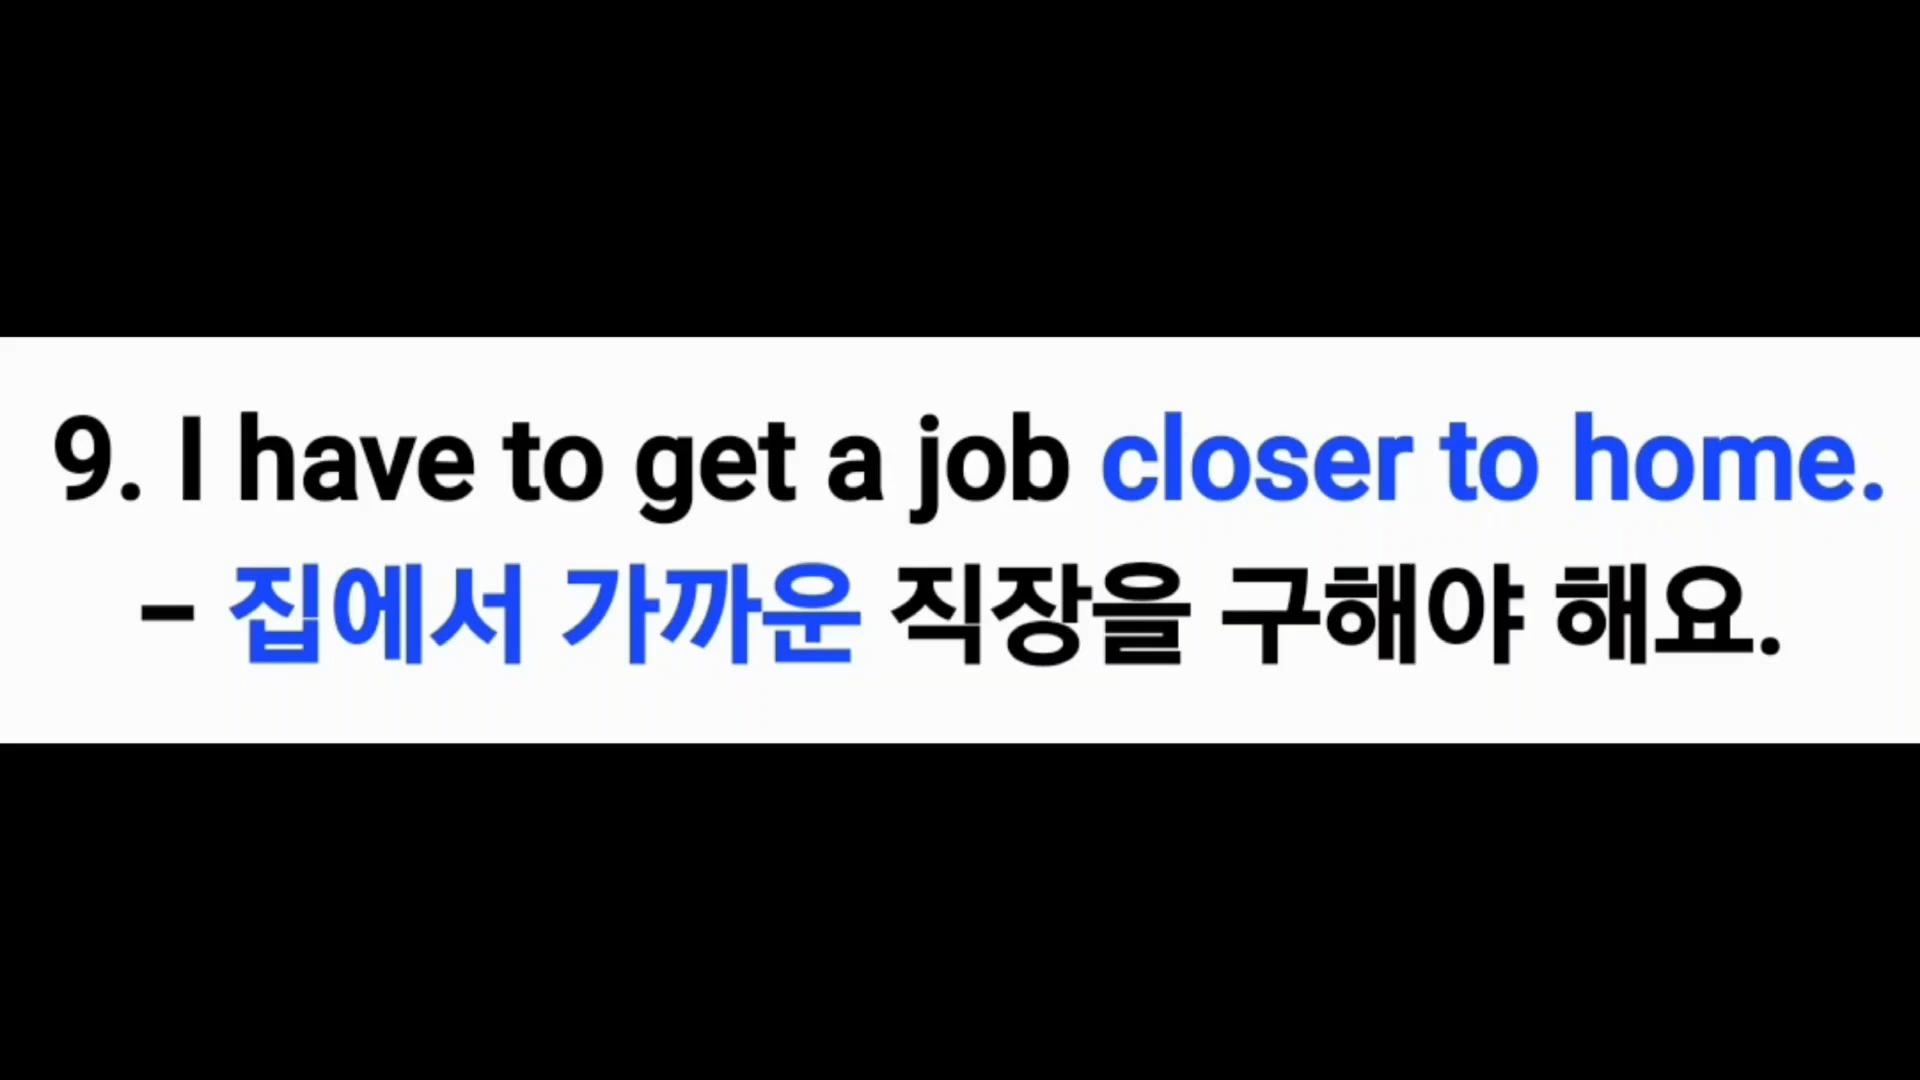 9. I have to get a job closer to home.
- 집에서 가까운 직장을 구해야 해요.